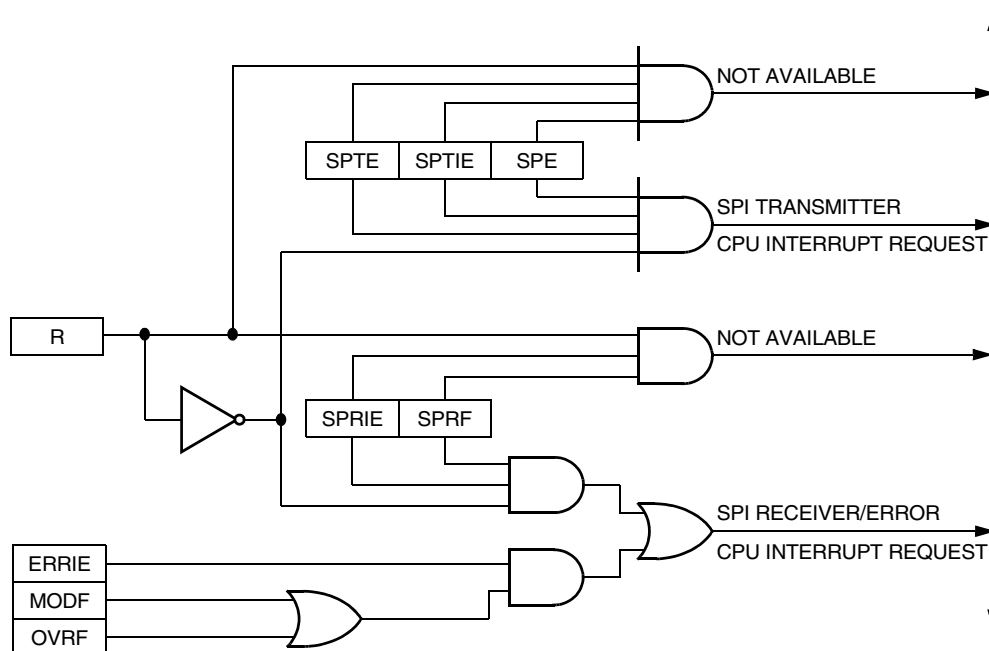 NOT AVAILABLE
SPTE SPTIE SPE
SPI TRANSMITTER
CPU INTERRUPT REQUEST
R
NOT AVAILABLE
SPRIE SPRF
SPI RECEIVER/ERROR
CPU INTERRUPT REQUEST
ERRIE
MODF
OVRF